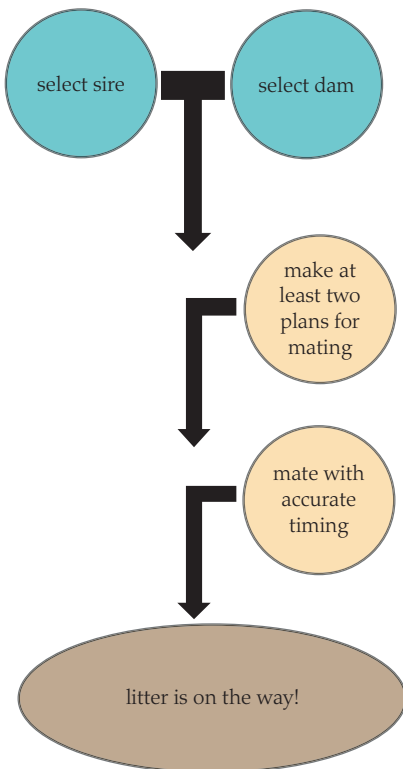 select sire
select dam
make at
least two
plans for
mating
mate with
accurate
timing
litter is on the way!